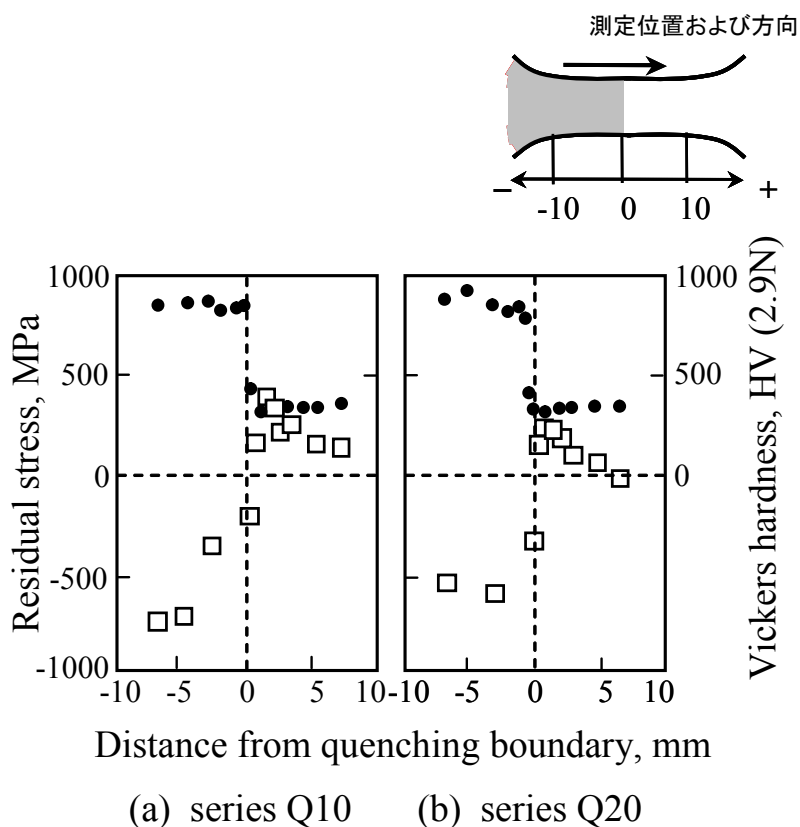 測定位置および方向
− +
-10 0 10
1000 1000
500 500
0 0
-500
-1000
-10 -5 0 5 10 -10 -5 0 5 10
Residual stress, MPa
Vickers hardness, HV (2.9N)
Distance from quenching boundary, mm
(a) series Q10 (b) series Q20